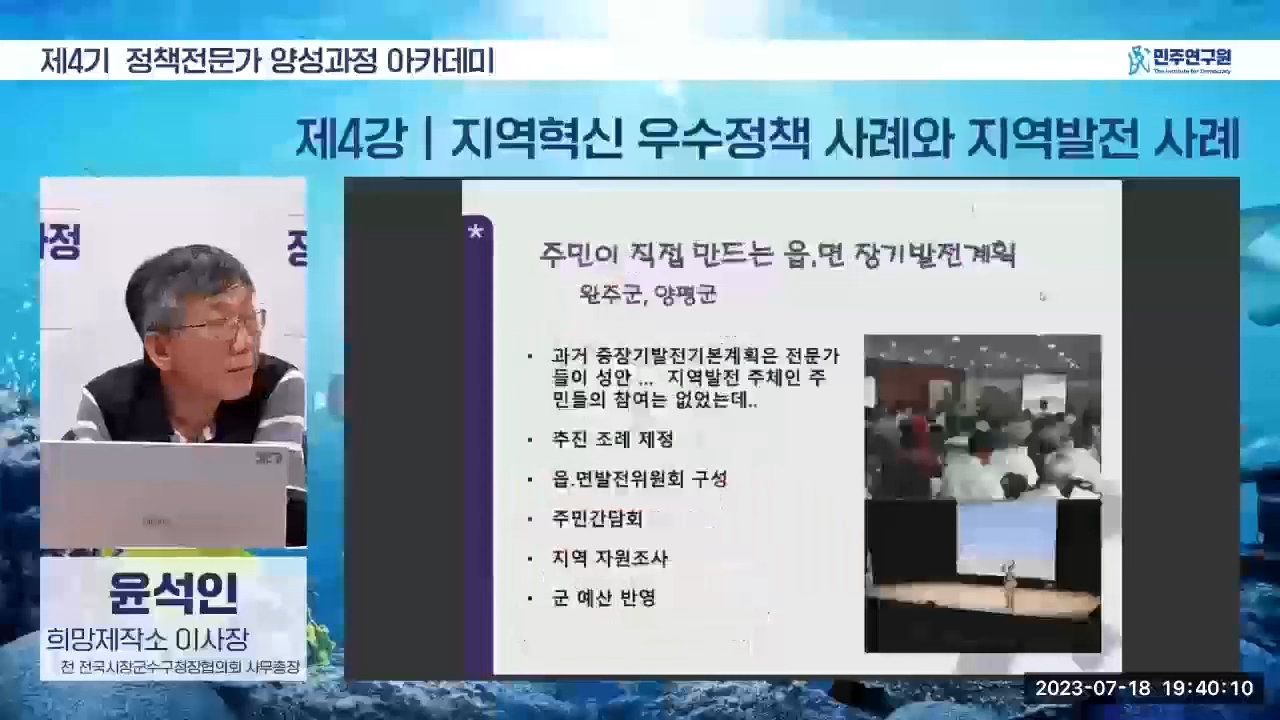 제4기 정책전문가 양성과정 아카데미
민주연구원
The Institute for Democracy
제4강 | 지역혁신 우수정책 사례와 지역발전 사례
정
*
주민이 직접 만드는 읍.면 장기발전계획
완주군, 양평군
• 과거 중장기발전기본계획은 전문가
들이 성안 ... 지역발전 주체인 주
민들의 참여는 없었는데..
• 추진 조례 제정
• 읍.면발전위원회 구성
• 주민간담회
• 지역 자원조사
• 군 예산 반영
윤석인
희망제작소 이사장
전 전국시장군수구청장협의회 사무총장
2023-07-18 19:40:10